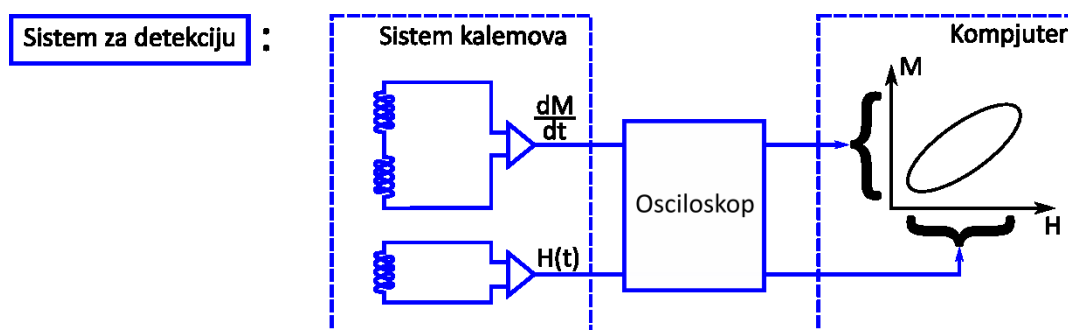 Sistem za detekciju :
Sistem kalemova
Kompjuter
M
dM
dt
Osciloskop
H
H(t)